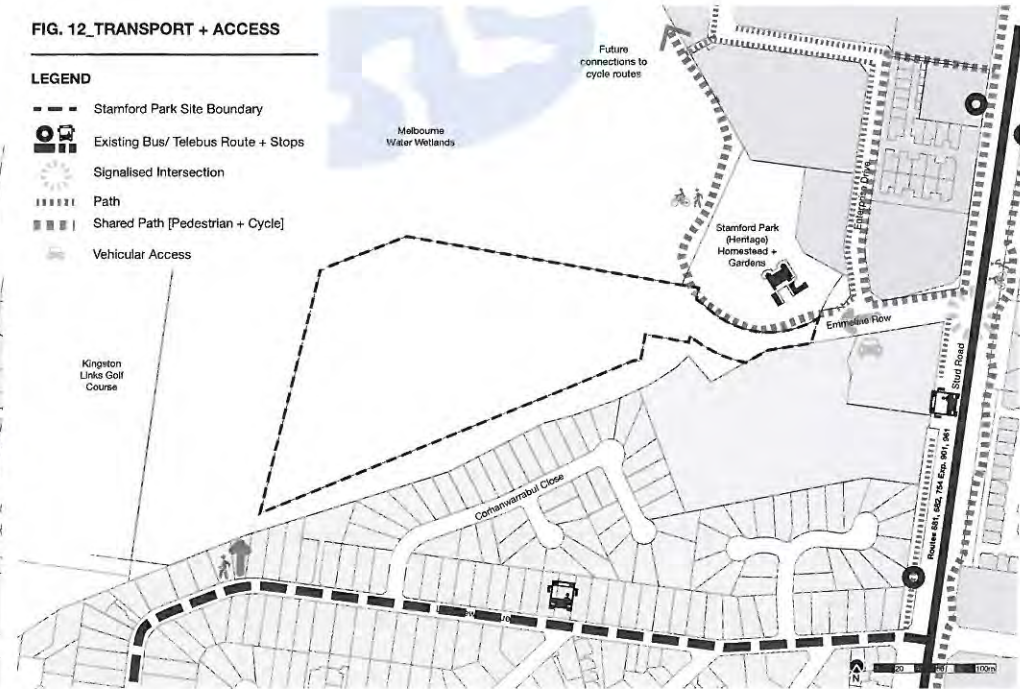 FIG. 12_TRANSPORT + ACCESS
LEGEND
Stamford Park Site Boundary
Existing Bus/ Telebus Route + Stops
Signalised Intersection
Path
Shared Path [Pedestrian + Cycle]
Vehicular Access
Future
connections to
cycle routes
Melbourne
Water Wetlands
Enterprise Drive
Stamford Park
(Heritage)
Homestead +
Gardens
Emmeline Row
Kingston
Links Golf
Course
Stud Road
Corhanwarrabul Close
Routes 681, 682, 754 Exp. 901, 961
N
20
100m